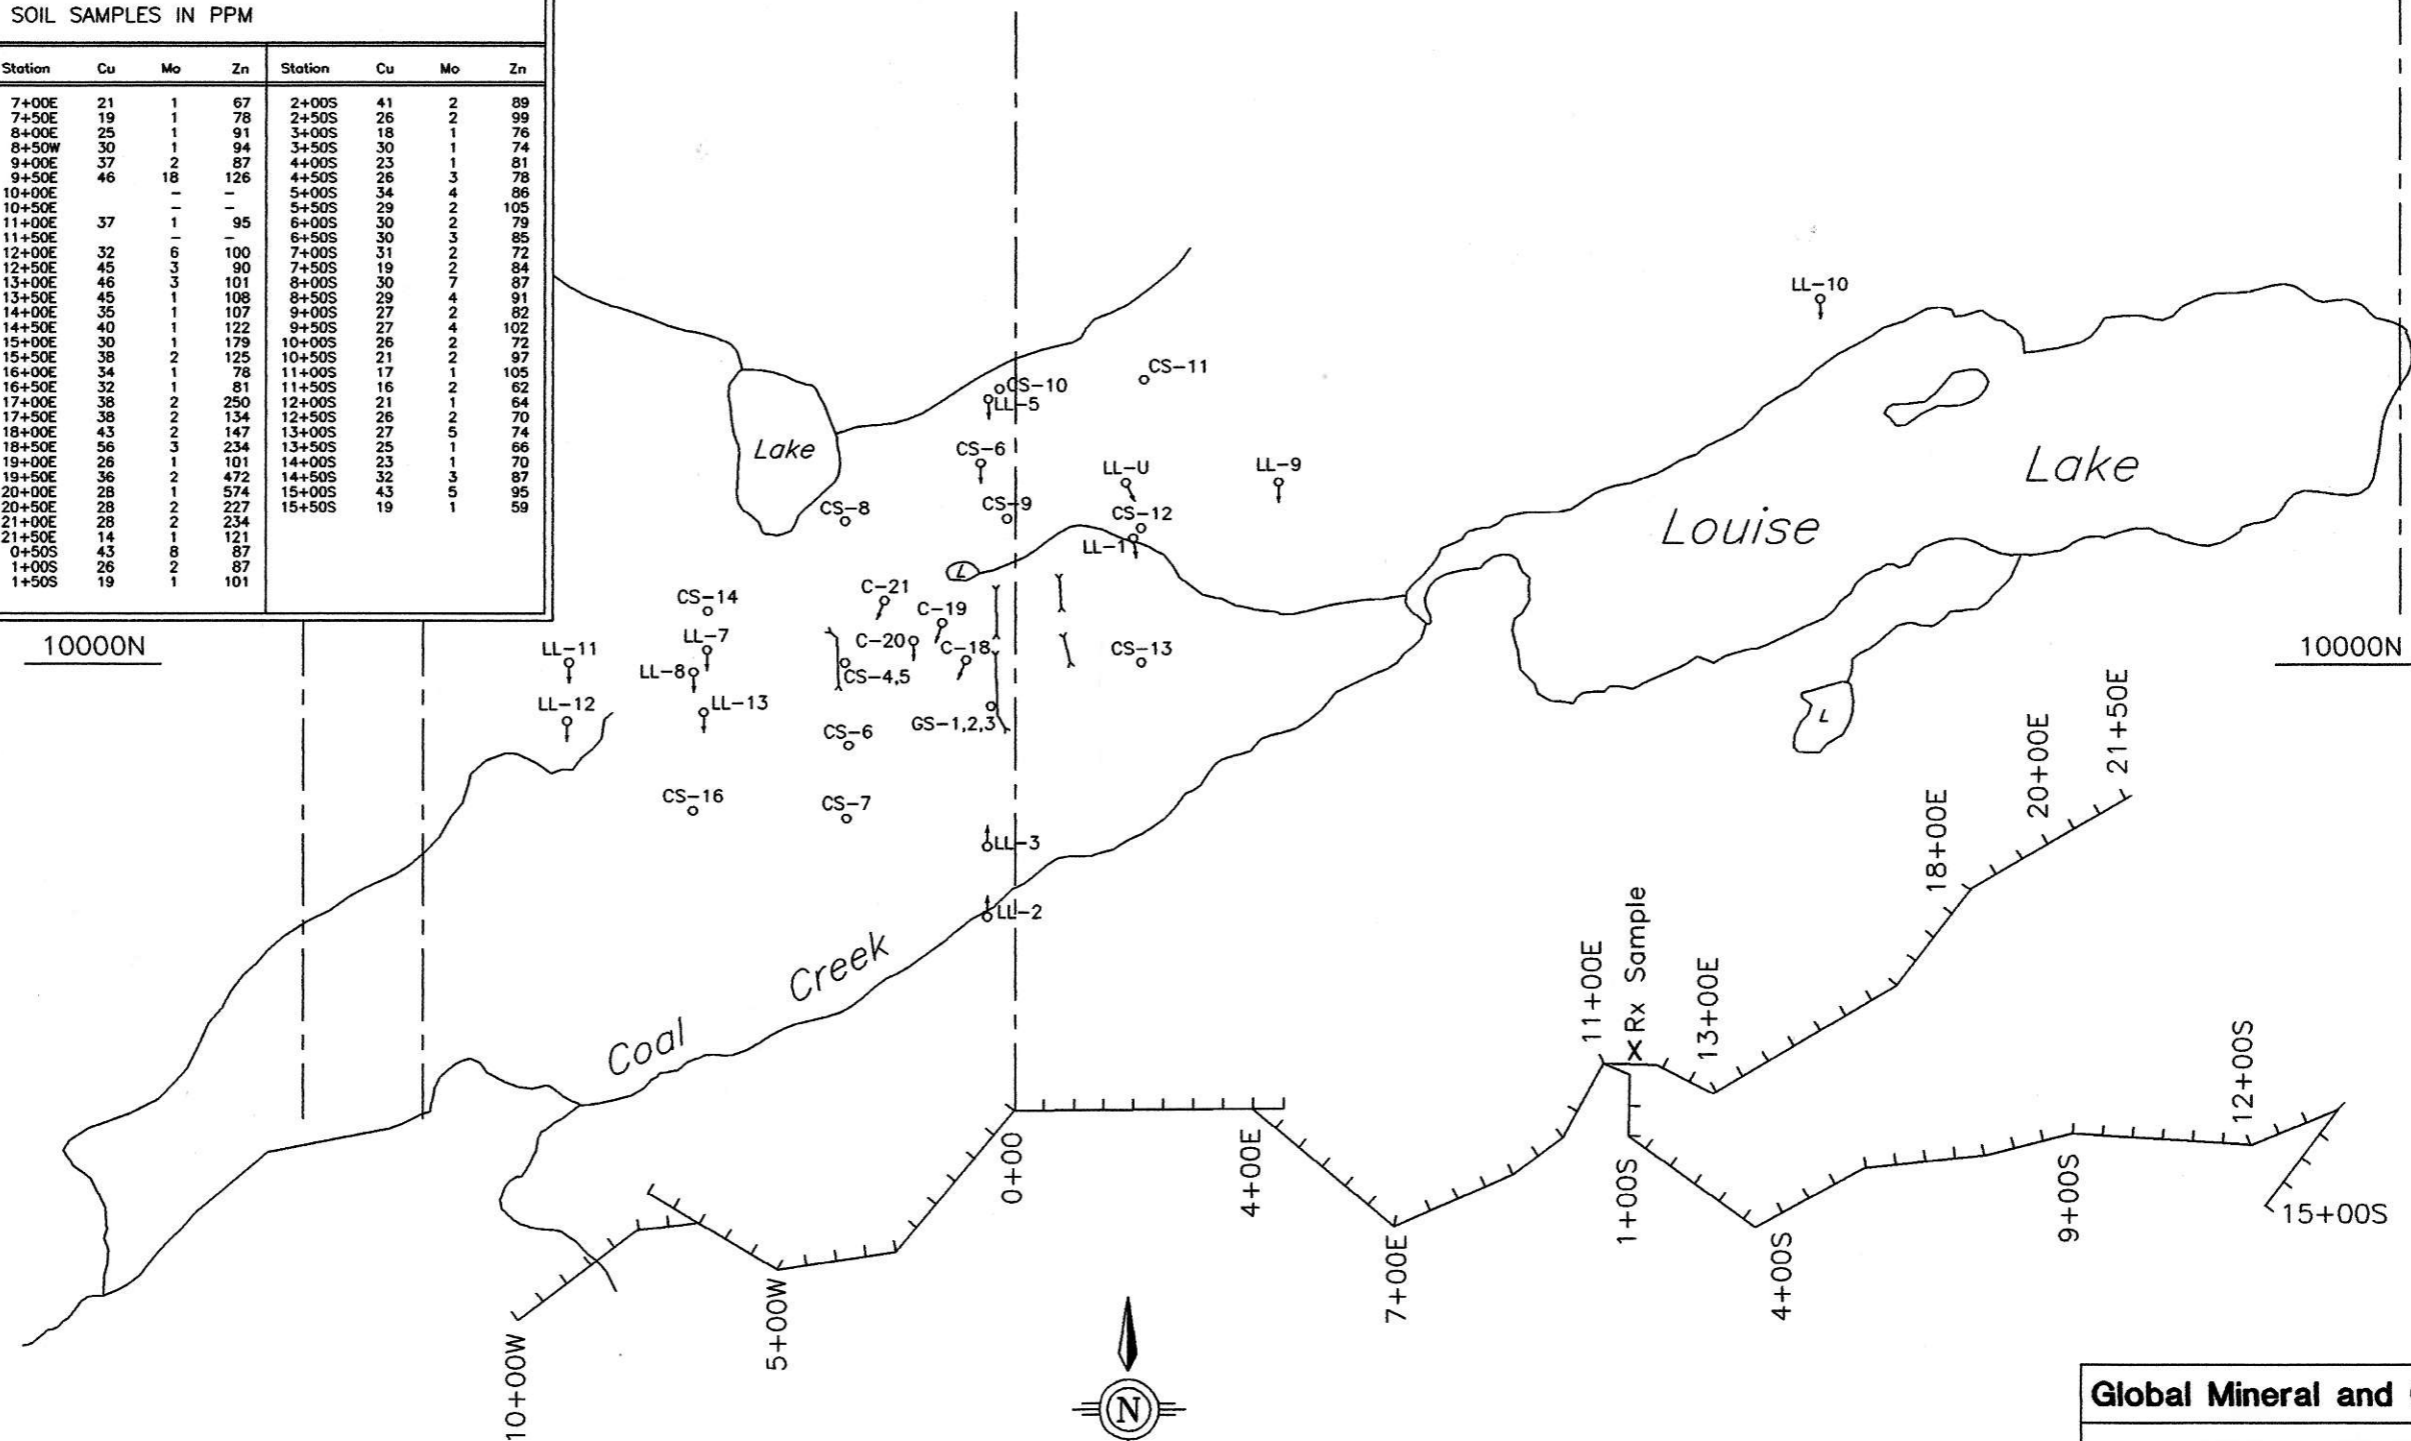 SOIL SAMPLES IN PPM
Station Cu Mo Zn Station Cu Mo Zn
7+00E 21 1 67 2+00S 41 2 89
7+50E 19 1 78 2+50S 26 2 99
8+00E 25 1 91 3+00S 18 1 76
8+50W 30 1 94 3+50S 30 1 74
9+00E 37 2 87 4+00S 23 1 81
9+50E 46 18 126 4+50S 26 3 78
10+00E - - 5+00S 34 4 86
10+50E - - 5+50S 29 2 105
11+00E 37 1 95 6+00S 30 2 79
11+50E - - 6+50S 30 3 85
12+00E 32 6 100 7+00S 31 2 72
12+50E 45 3 90 7+50S 19 2 84
13+00E 46 3 101 8+00S 30 7 87
13+50E 45 1 108 8+50S 29 4 91
14+00E 35 1 107 9+00S 27 2 82
14+50E 40 1 122 9+50S 27 4 102
15+00E 30 1 179 10+00S 26 2 72
15+50E 38 2 125 10+50S 21 2 97
16+00E 34 1 78 11+00S 17 1 105
16+50E 32 1 81 11+50S 16 2 62
17+00E 38 2 250 12+00S 21 1 64
17+50E 38 2 134 12+50S 26 2 70
18+00E 43 2 147 13+00S 27 5 74
18+50E 56 3 234 13+50S 25 1 66
19+00E 26 1 101 14+00S 23 1 70
19+50E 36 2 472 14+50S 32 3 87
20+00E 28 1 574 15+00S 43 5 95
20+50E 28 2 227 15+50S 19 1 59
21+00E 28 2 234
21+50E 14 1 121
0+50S 43 8 87
1+00S 26 2 87
1+50S 19 1 101
LL-10
CS-11
CS-10
LL-5
Lake
CS-6
LL-U
LL-9
Lake
CS-8
CS-9
CS-12
Louise
LL-1
L
C-21
CS-14
C-19
LL-7
C-20
C-18
10000N
LL-11
LL-8
CS-4,5
CS-13
10000N
LL-12
LL-13
GS-1,2,3
L
CS-6
CS-16
CS-7
LL-3
LL-2
Creek
Coal
21+50E
20+00E
18+00E
Rx Sample
X
11+00E
13+00E
12+00S
0+00
4+00E
1+00S
9+00S
15+00S
7+00E
4+00S
5+00W
10+00W
N
Global Mineral and